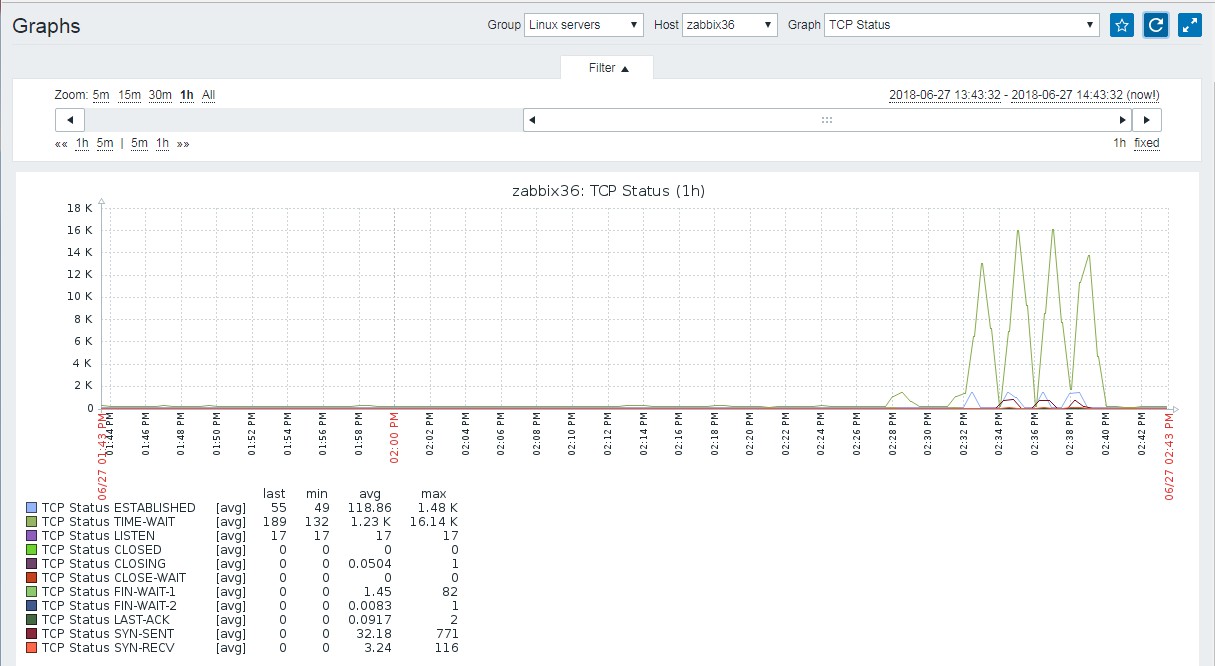 Graphs Group Linux servers ▼ Host zabbix36 ▼ Graph TCP Status ▼
Filter ▲
Zoom: 5m 15m 30m 1h All 2018-06-27 13:43:32 - 2018-06-27 14:43:32 (now!)
«« 1h 5m | 5m 1h »» 1h fixed
zabbix36: TCP Status (1h)
18 K
16 K
14 K
12 K
10 K
8 K
6 K
4 K
2 K
0
06/27 01:43 PM
01:44 PM
01:46 PM
01:48 PM
01:50 PM
01:52 PM
01:54 PM
01:56 PM
01:58 PM
02:00 PM
02:02 PM
02:04 PM
02:06 PM
02:08 PM
02:10 PM
02:12 PM
02:14 PM
02:16 PM
02:18 PM
02:20 PM
02:22 PM
02:24 PM
02:26 PM
02:28 PM
02:30 PM
02:32 PM
02:34 PM
02:36 PM
02:38 PM
02:40 PM
02:42 PM
06/27 02:43 PM
last min avg max
TCP Status ESTABLISHED [avg] 55 49 118.86 1.48 K
TCP Status TIME-WAIT [avg] 189 132 1.23 K 16.14 K
TCP Status LISTEN [avg] 17 17 17 17
TCP Status CLOSED [avg] 0 0 0 0
TCP Status CLOSING [avg] 0 0 0.0504 1
TCP Status CLOSE-WAIT [avg] 0 0 0 0
TCP Status FIN-WAIT-1 [avg] 0 0 1.45 82
TCP Status FIN-WAIT-2 [avg] 0 0 0.0083 1
TCP Status LAST-ACK [avg] 0 0 0.0917 2
TCP Status SYN-SENT [avg] 0 0 32.18 771
TCP Status SYN-RECV [avg] 0 0 3.24 116